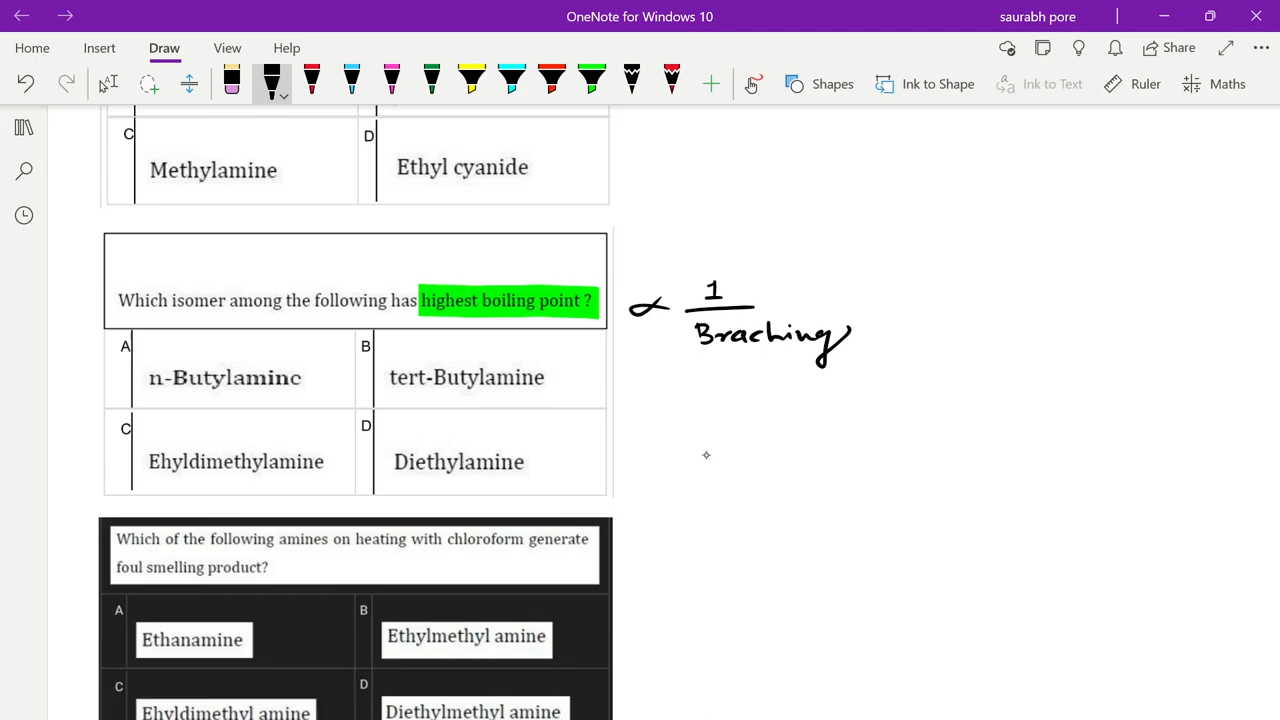 OneNote for Windows 10
saurabh pore
Home Insert Draw View Help
Share
Shapes
Ink to Shape
Ink to Text
Ruler
Maths
C
Methylamine
D
Ethyl cyanide
Which isomer among the following has highest boiling point ?
∝ 1
Braching
A
n-Butylamine
B
tert-Butylamine
C
Ehyldimethylamine
D
Diethylamine
Which of the following amines on heating with chloroform generate
foul smelling product?
A
Ethanamine
B
Ethylmethyl amine
C
Ehyldimethyl amine
D
Diethylmethyl amine